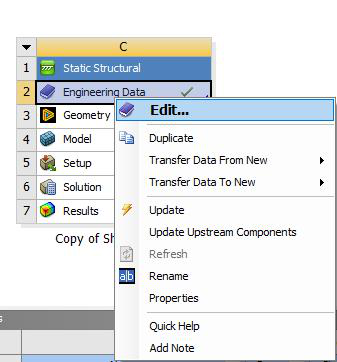 C
1 Static Structural
2 Engineering Data
Edit...
3 Geometry
Duplicate
4 Model
Transfer Data From New
5 Setup
Transfer Data To New
6 Solution
7 Results
Update
Copy of Sh
Update Upstream Components
Refresh
a|b Rename
Properties
s
Quick Help
Add Note